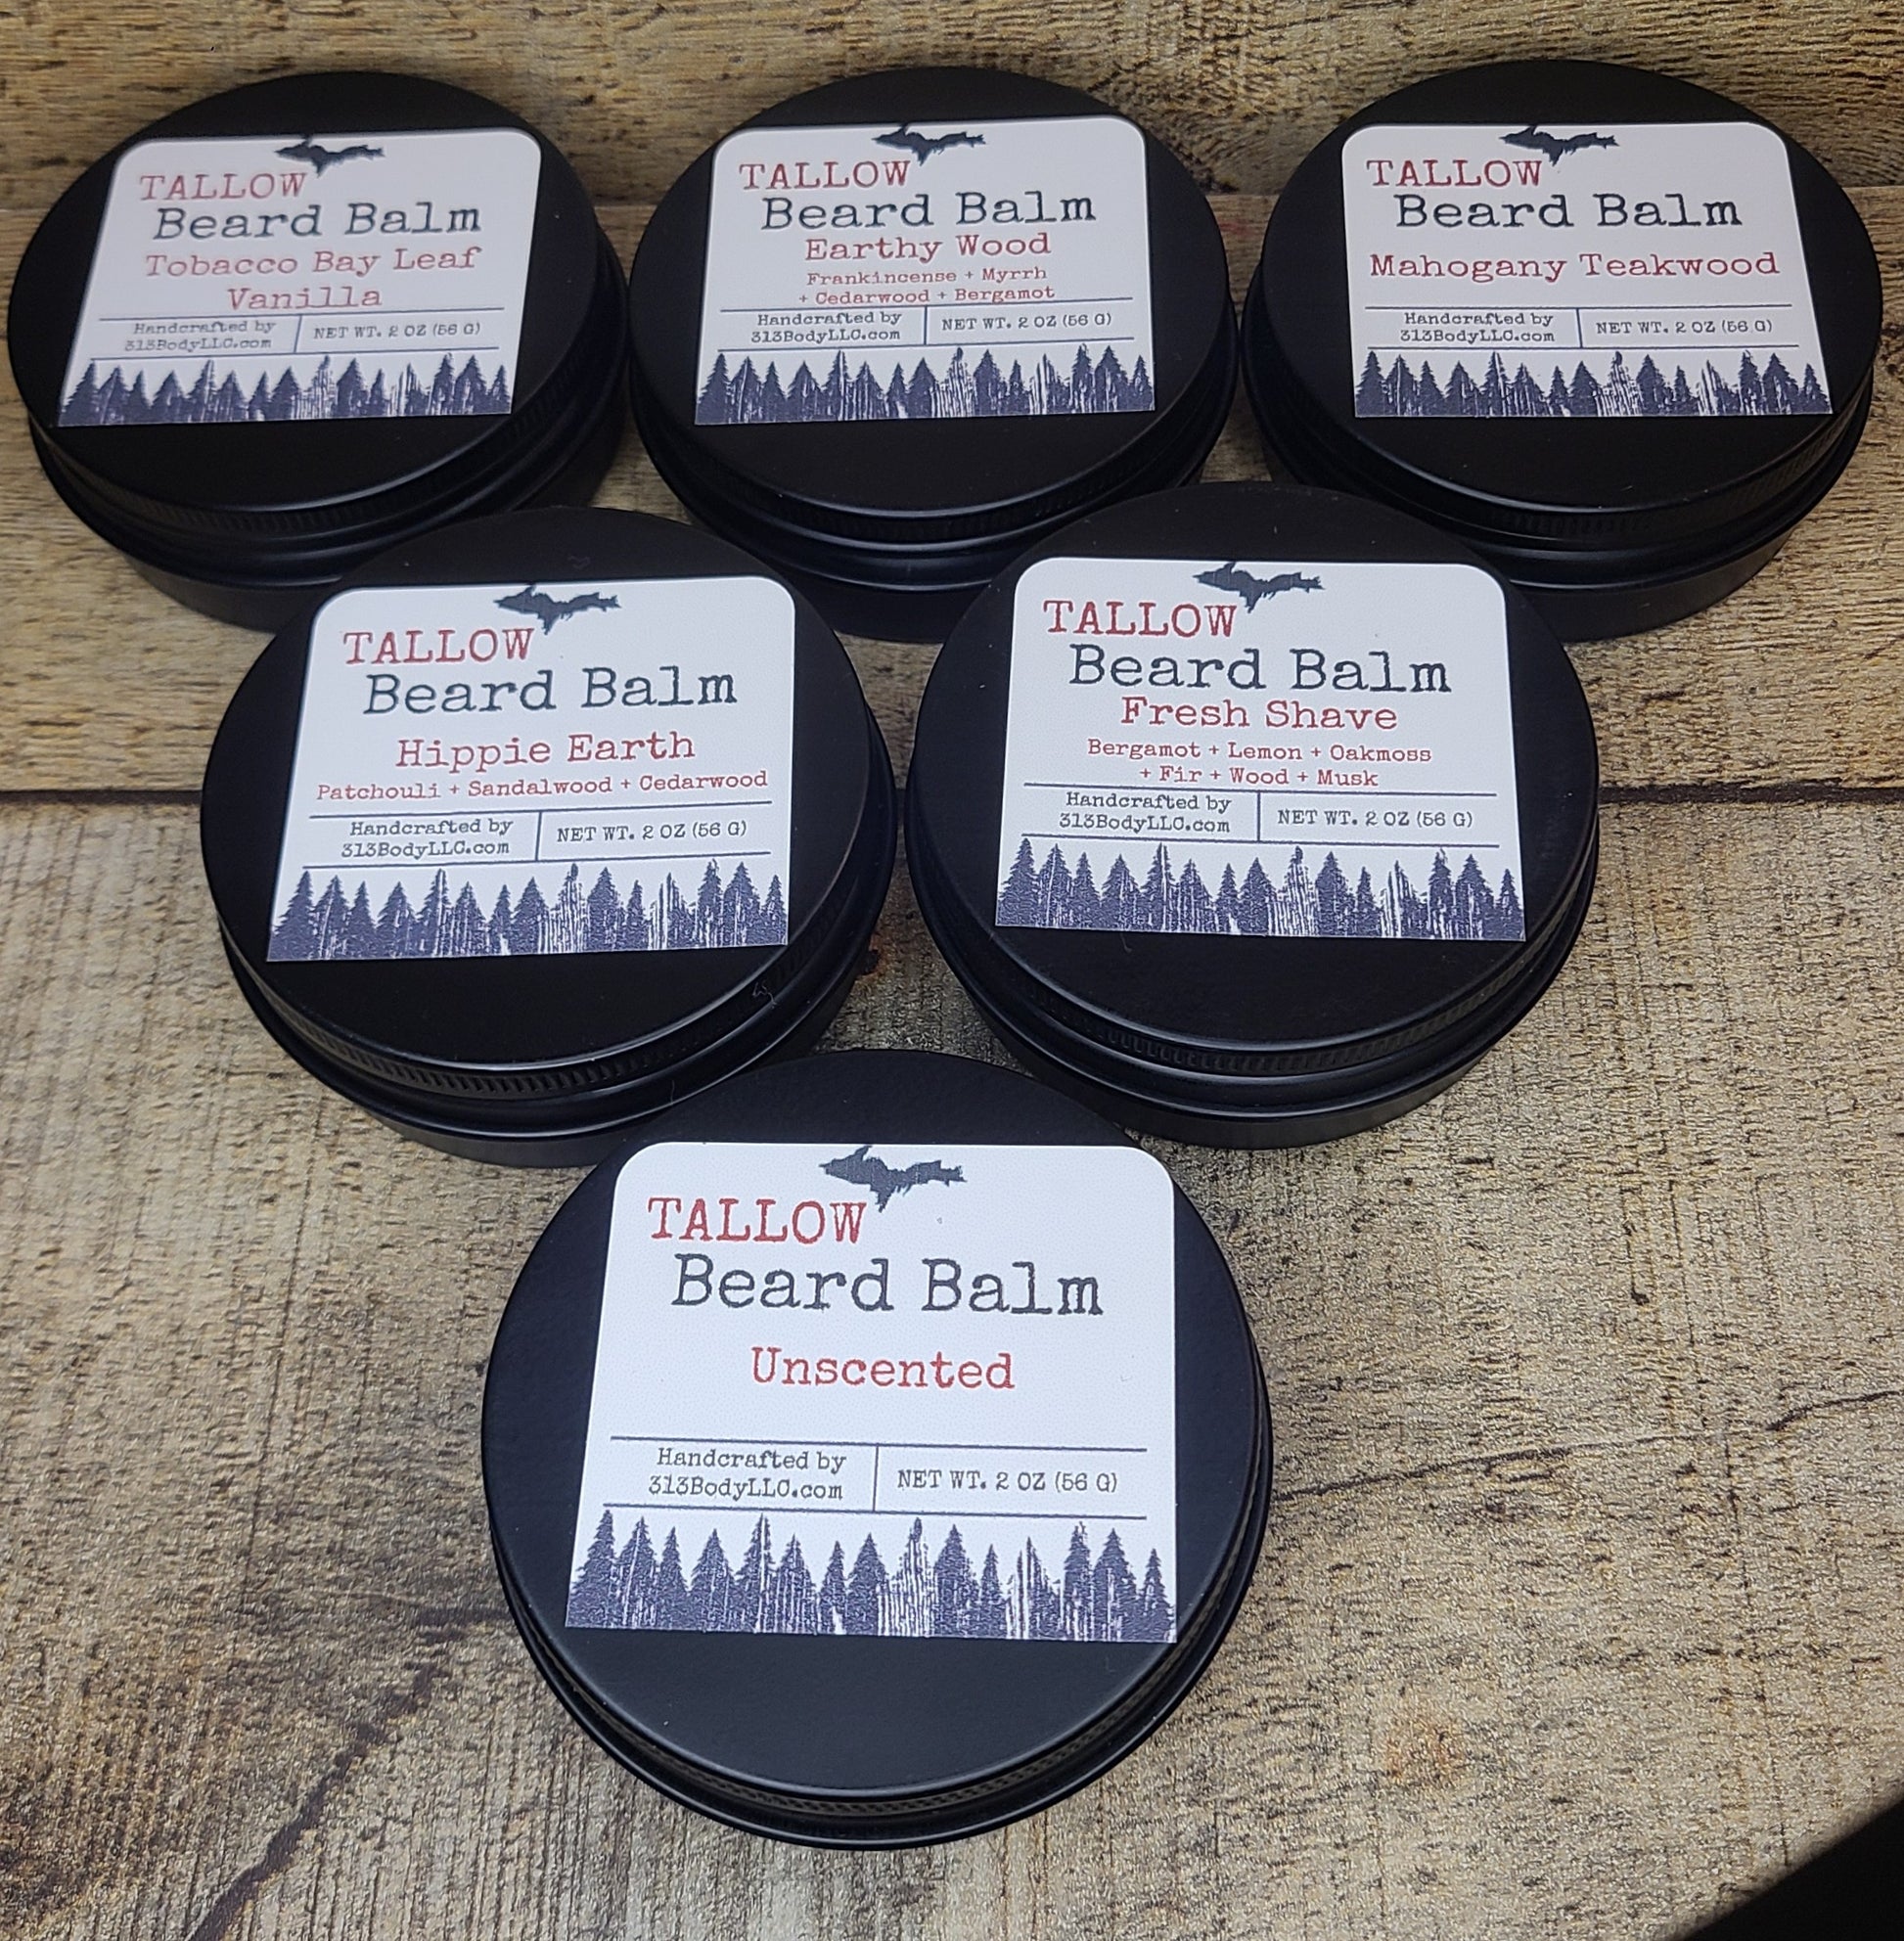 TALLOW
Beard Balm
Tobacco Bay Leaf
Vanilla
Handcrafted by
313BodyLLC.com
NET WT. 2 OZ (56 G)
TALLOW
Beard Balm
Earthy Wood
Frankincense + Myrrh
+ Cedarwood + Bergamot
Handcrafted by
313BodyLLC.com
NET WT. 2 OZ (56 G)
TALLOW
Beard Balm
Mahogany Teakwood
Handcrafted by
313BodyLLC.com
NET WT. 2 OZ (56 G)
TALLOW
Beard Balm
Hippie Earth
Patchouli + Sandalwood + Cedarwood
Handcrafted by
313BodyLLC.com
NET WT. 2 OZ (56 G)
TALLOW
Beard Balm
Fresh Shave
Bergamot + Lemon + Oakmoss
+ Fir + Wood + Musk
Handcrafted by
313BodyLLC.com
NET WT. 2 OZ (56 G)
TALLOW
Beard Balm
Unscented
Handcrafted by
313BodyLLC.com
NET WT. 2 OZ (56 G)